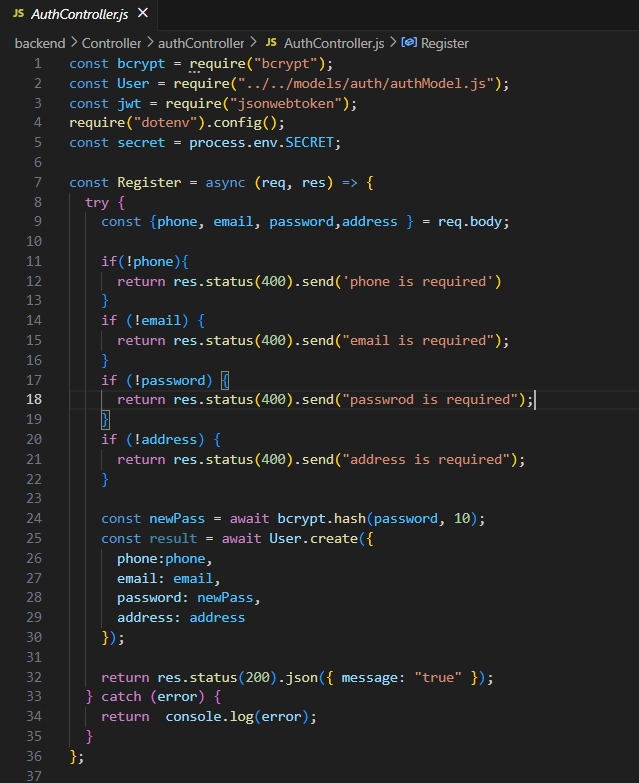 JS AuthController.js ×
backend > Controller > authController > JS AuthController.js > Register
1 const bcrypt = require("bcrypt");
2 const User = require("../../models/auth/authModel.js");
3 const jwt = require("jsonwebtoken");
4 require("dotenv").config();
5 const secret = process.env.SECRET;
6
7 const Register = async (req, res) => {
8   try {
9     const {phone, email, password,address } = req.body;
10
11     if(!phone){
12       return res.status(400).send('phone is required')
13     }
14     if (!email) {
15       return res.status(400).send("email is required");
16     }
17     if (!password) {
18       return res.status(400).send("passwrod is required");
19     }
20     if (!address) {
21       return res.status(400).send("address is required");
22     }
23
24     const newPass = await bcrypt.hash(password, 10);
25     const result = await User.create({
26       phone:phone,
27       email: email,
28       password: newPass,
29       address: address
30     });
31
32     return res.status(200).json({ message: "true" });
33   } catch (error) {
34     return  console.log(error);
35   }
36 };
37